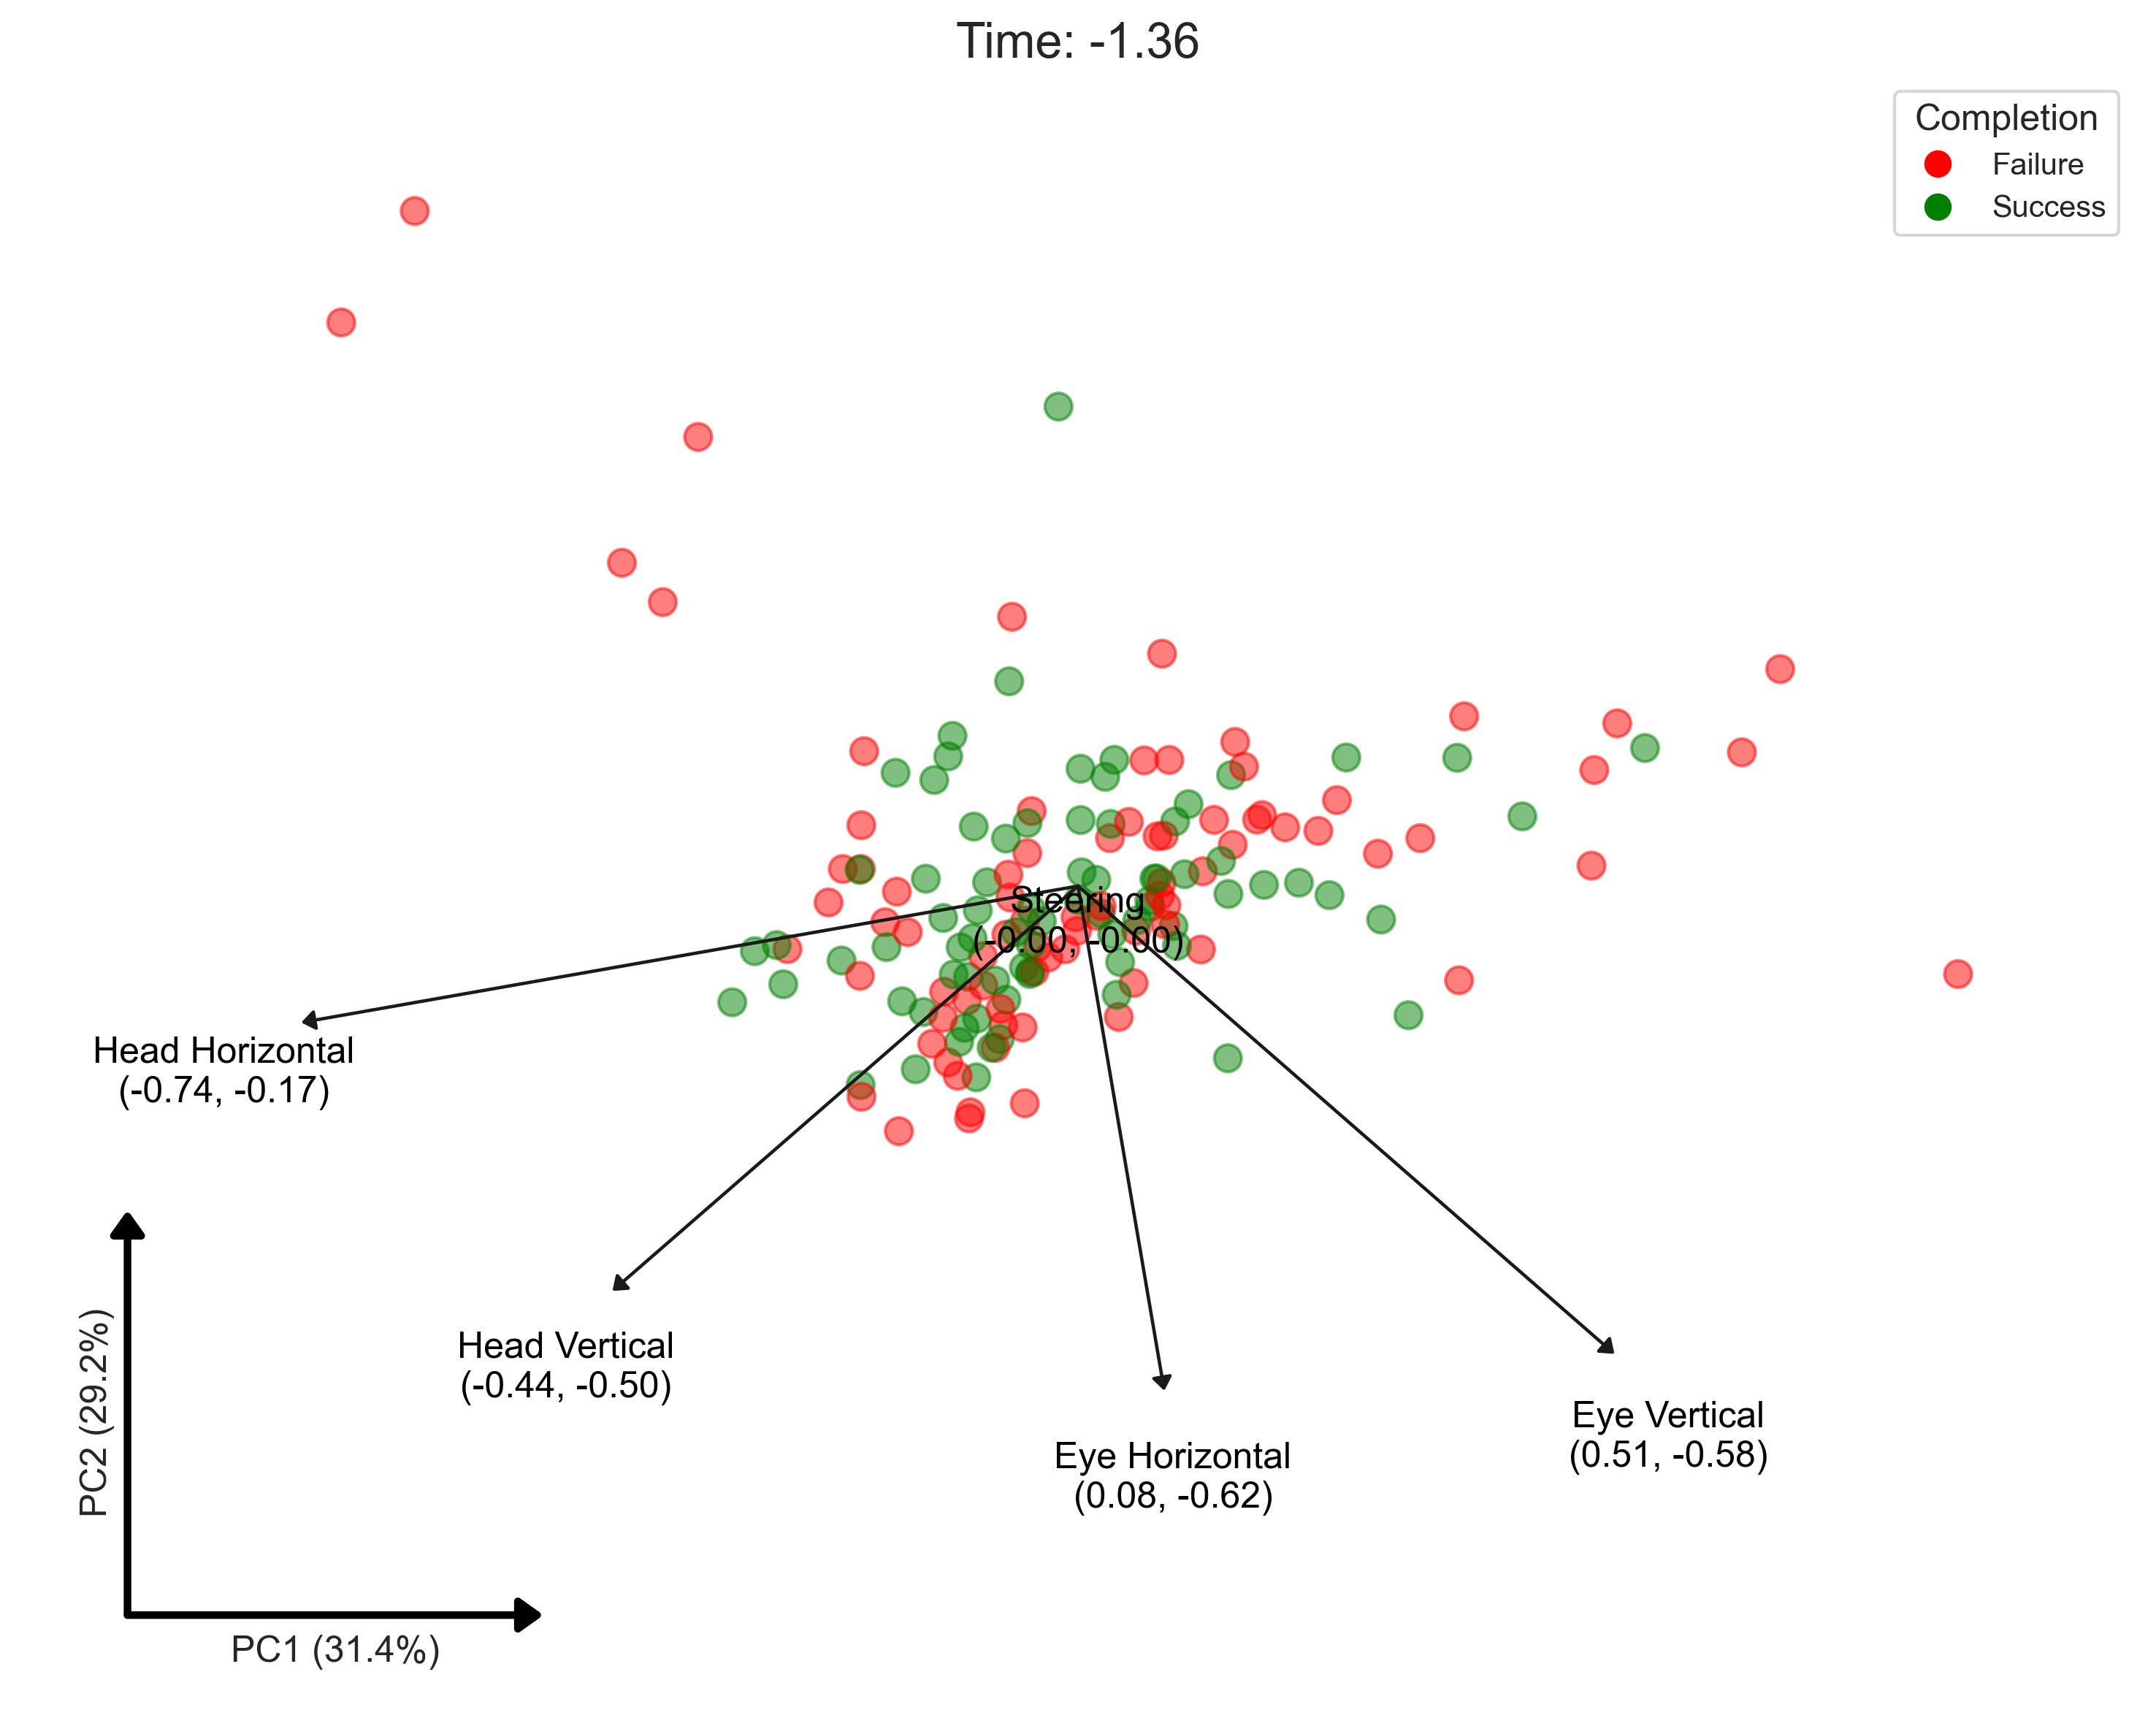 Time: -1.36
Completion
Failure
Success
Steering
(-0.00, -0.00)
Head Horizontal
(-0.74, -0.17)
Head Vertical
(-0.44, -0.50)
Eye Horizontal
(0.08, -0.62)
Eye Vertical
(0.51, -0.58)
PC2 (29.2%)
PC1 (31.4%)